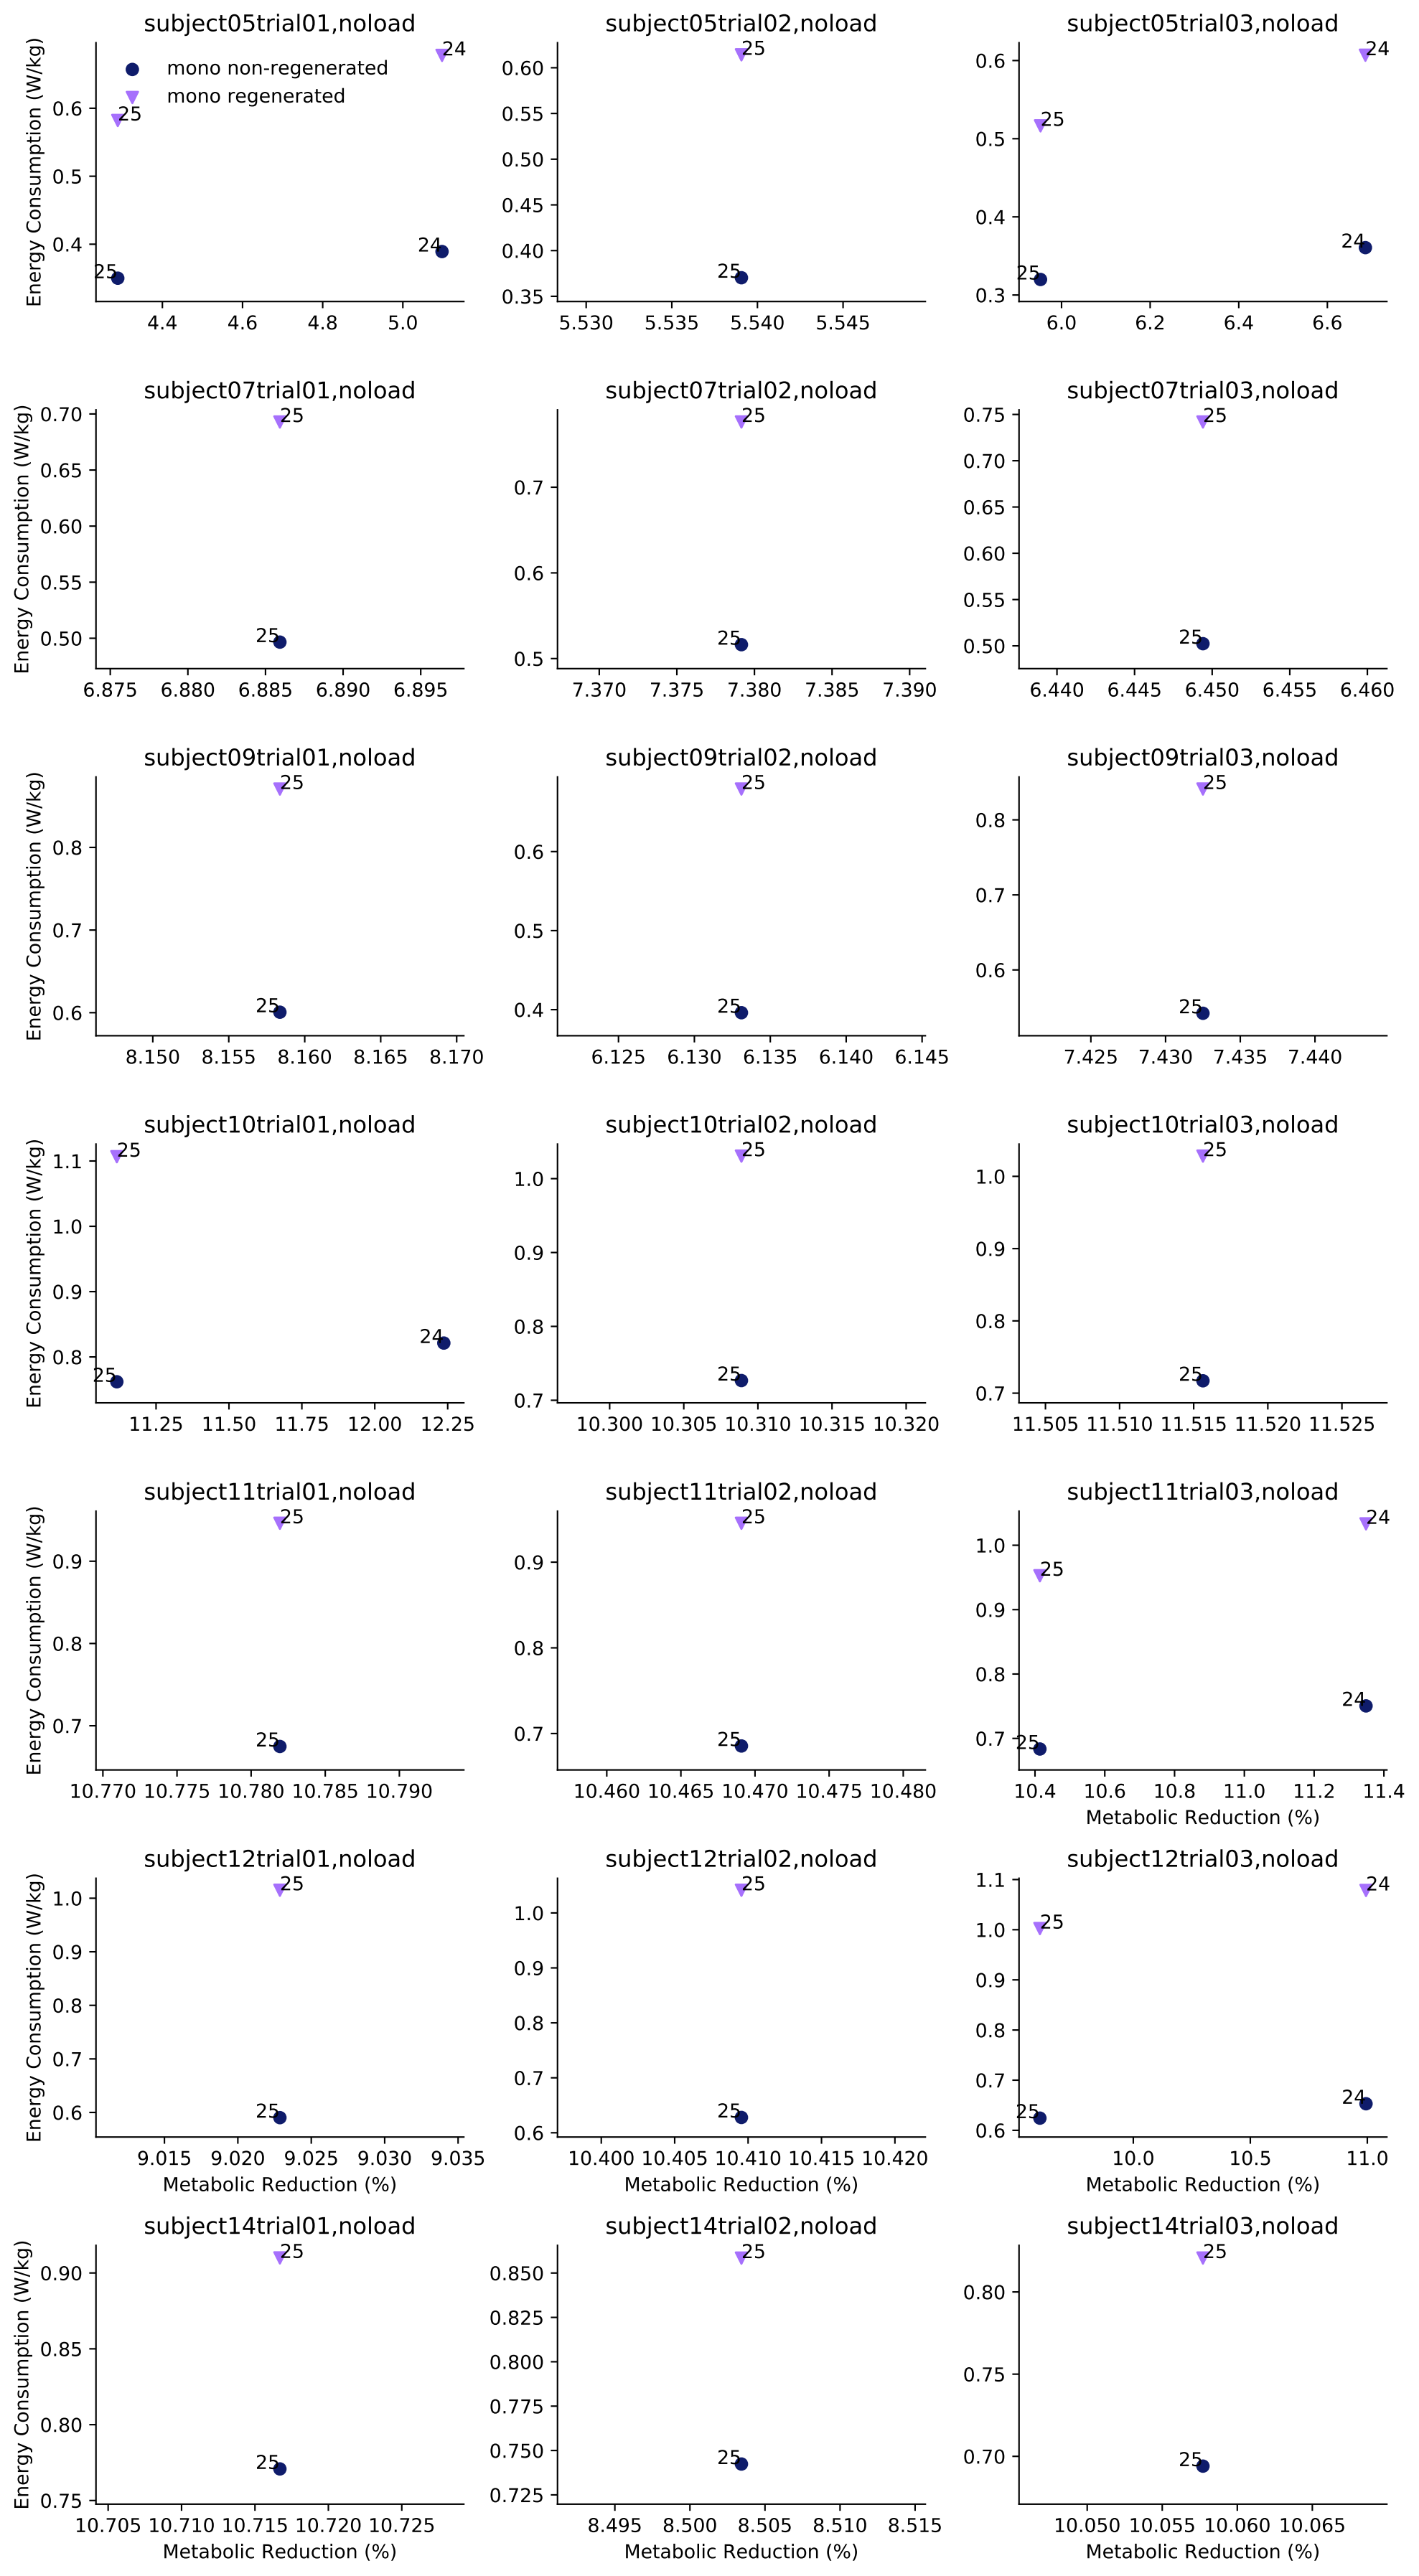 subject05trial01,noload
subject05trial02,noload
subject05trial03,noload
Energy Consumption (W/kg)
mono non-regenerated
mono regenerated
24
25
24
25
0.6
0.5
0.4
4.4 4.6 4.8 5.0
25
25
0.60
0.55
0.50
0.45
0.40
0.35
5.530 5.535 5.540 5.545
24
25
24
25
0.6
0.5
0.4
0.3
6.0 6.2 6.4 6.6
subject07trial01,noload
subject07trial02,noload
subject07trial03,noload
Energy Consumption (W/kg)
25
25
0.70
0.65
0.60
0.55
0.50
6.875 6.880 6.885 6.890 6.895
25
25
0.7
0.6
0.5
7.370 7.375 7.380 7.385 7.390
25
25
0.75
0.70
0.65
0.60
0.55
0.50
6.440 6.445 6.450 6.455 6.460
subject09trial01,noload
subject09trial02,noload
subject09trial03,noload
Energy Consumption (W/kg)
25
25
0.8
0.7
0.6
8.150 8.155 8.160 8.165 8.170
25
25
0.6
0.5
0.4
6.125 6.130 6.135 6.140 6.145
25
25
0.8
0.7
0.6
7.425 7.430 7.435 7.440
subject10trial01,noload
subject10trial02,noload
subject10trial03,noload
Energy Consumption (W/kg)
25
24
25
1.1
1.0
0.9
0.8
11.25 11.50 11.75 12.00 12.25
25
25
1.0
0.9
0.8
0.7
10.300 10.305 10.310 10.315 10.320
25
25
1.0
0.9
0.8
0.7
11.505 11.510 11.515 11.520 11.525
subject11trial01,noload
subject11trial02,noload
subject11trial03,noload
Energy Consumption (W/kg)
25
25
0.9
0.8
0.7
10.770 10.775 10.780 10.785 10.790
25
25
0.9
0.8
0.7
10.460 10.465 10.470 10.475 10.480
24
25
24
25
1.0
0.9
0.8
0.7
10.4 10.6 10.8 11.0 11.2 11.4
Metabolic Reduction (%)
subject12trial01,noload
subject12trial02,noload
subject12trial03,noload
Energy Consumption (W/kg)
25
25
1.0
0.9
0.8
0.7
0.6
9.015 9.020 9.025 9.030 9.035
Metabolic Reduction (%)
25
25
1.0
0.9
0.8
0.7
0.6
10.400 10.405 10.410 10.415 10.420
Metabolic Reduction (%)
24
25
24
25
1.1
1.0
0.9
0.8
0.7
0.6
10.0 10.5 11.0
Metabolic Reduction (%)
subject14trial01,noload
subject14trial02,noload
subject14trial03,noload
Energy Consumption (W/kg)
25
25
0.90
0.85
0.80
0.75
10.705 10.710 10.715 10.720 10.725
Metabolic Reduction (%)
25
25
0.850
0.825
0.800
0.775
0.750
0.725
8.495 8.500 8.505 8.510 8.515
Metabolic Reduction (%)
25
25
0.80
0.75
0.70
10.050 10.055 10.060 10.065
Metabolic Reduction (%)